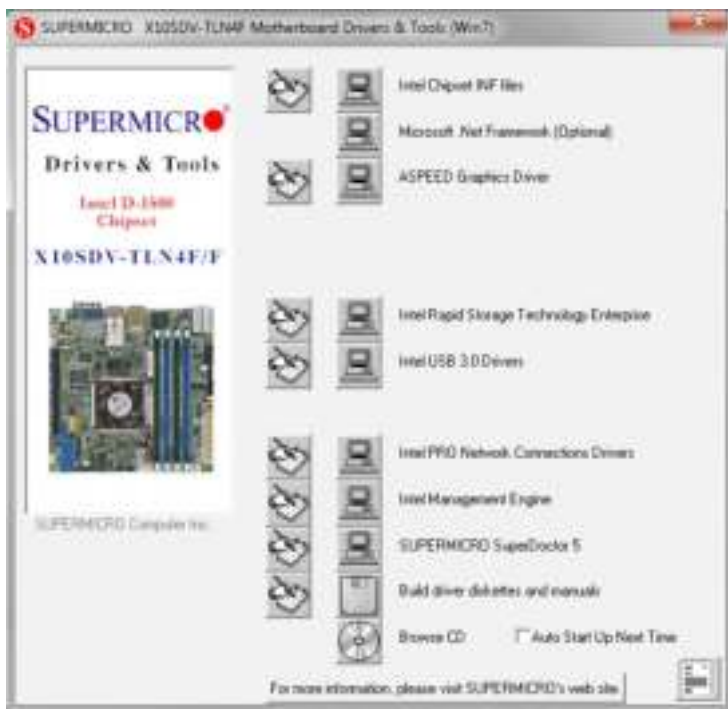 SUPERMICRO X10SDV-TLN4F Motherboard Drivers & Tools (Win7)
SUPERMICRO
Drivers & Tools
Intel D-1500
Chipset
X10SDV-TLN4F/F
SUPERMICRO Computer Inc.
Intel Chipset INF files
Microsoft .Net Framework (Optional)
ASPEED Graphics Driver
Intel Rapid Storage Technology Enterprise
Intel USB 3.0 Drivers
Intel PRO Network Connections Drivers
Intel Management Engine
SUPERMICRO SuperDoctor 5
Build driver diskettes and manuals
Browse CD
Auto Start Up Next Time
For more information, please visit SUPERMICRO's web site